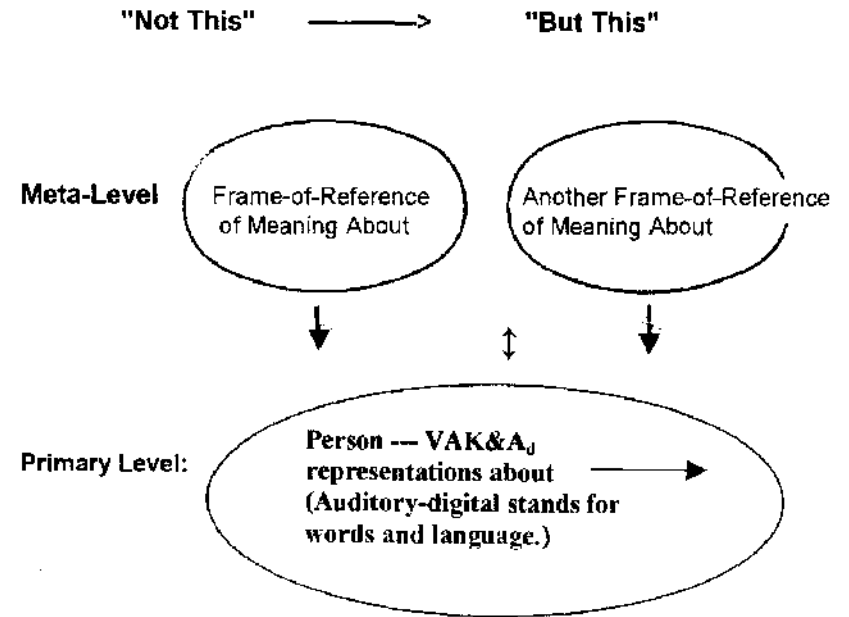 "Not This" ———> "But This"
Meta-Level
Frame-of-Reference
of Meaning About
Another Frame-of-Reference
of Meaning About
Primary Level:
Person --- VAK&Ad
representations about
(Auditory-digital stands for
words and language.)